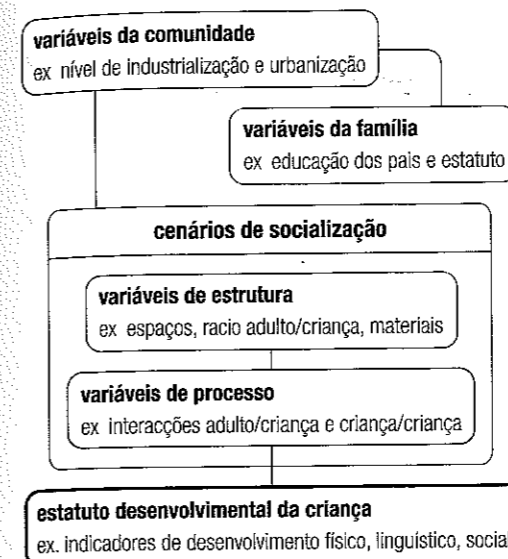 variáveis da comunidade
ex nível de industrialização e urbanização
variáveis da família
ex educação dos pais e estatuto
cenários de socialização
variáveis de estrutura
ex espaços, racio adulto/criança, materiais
variáveis de processo
ex interacções adulto/criança e criança/criança
estatuto desenvolvimental da criança
ex. indicadores de desenvolvimento físico, linguístico, social